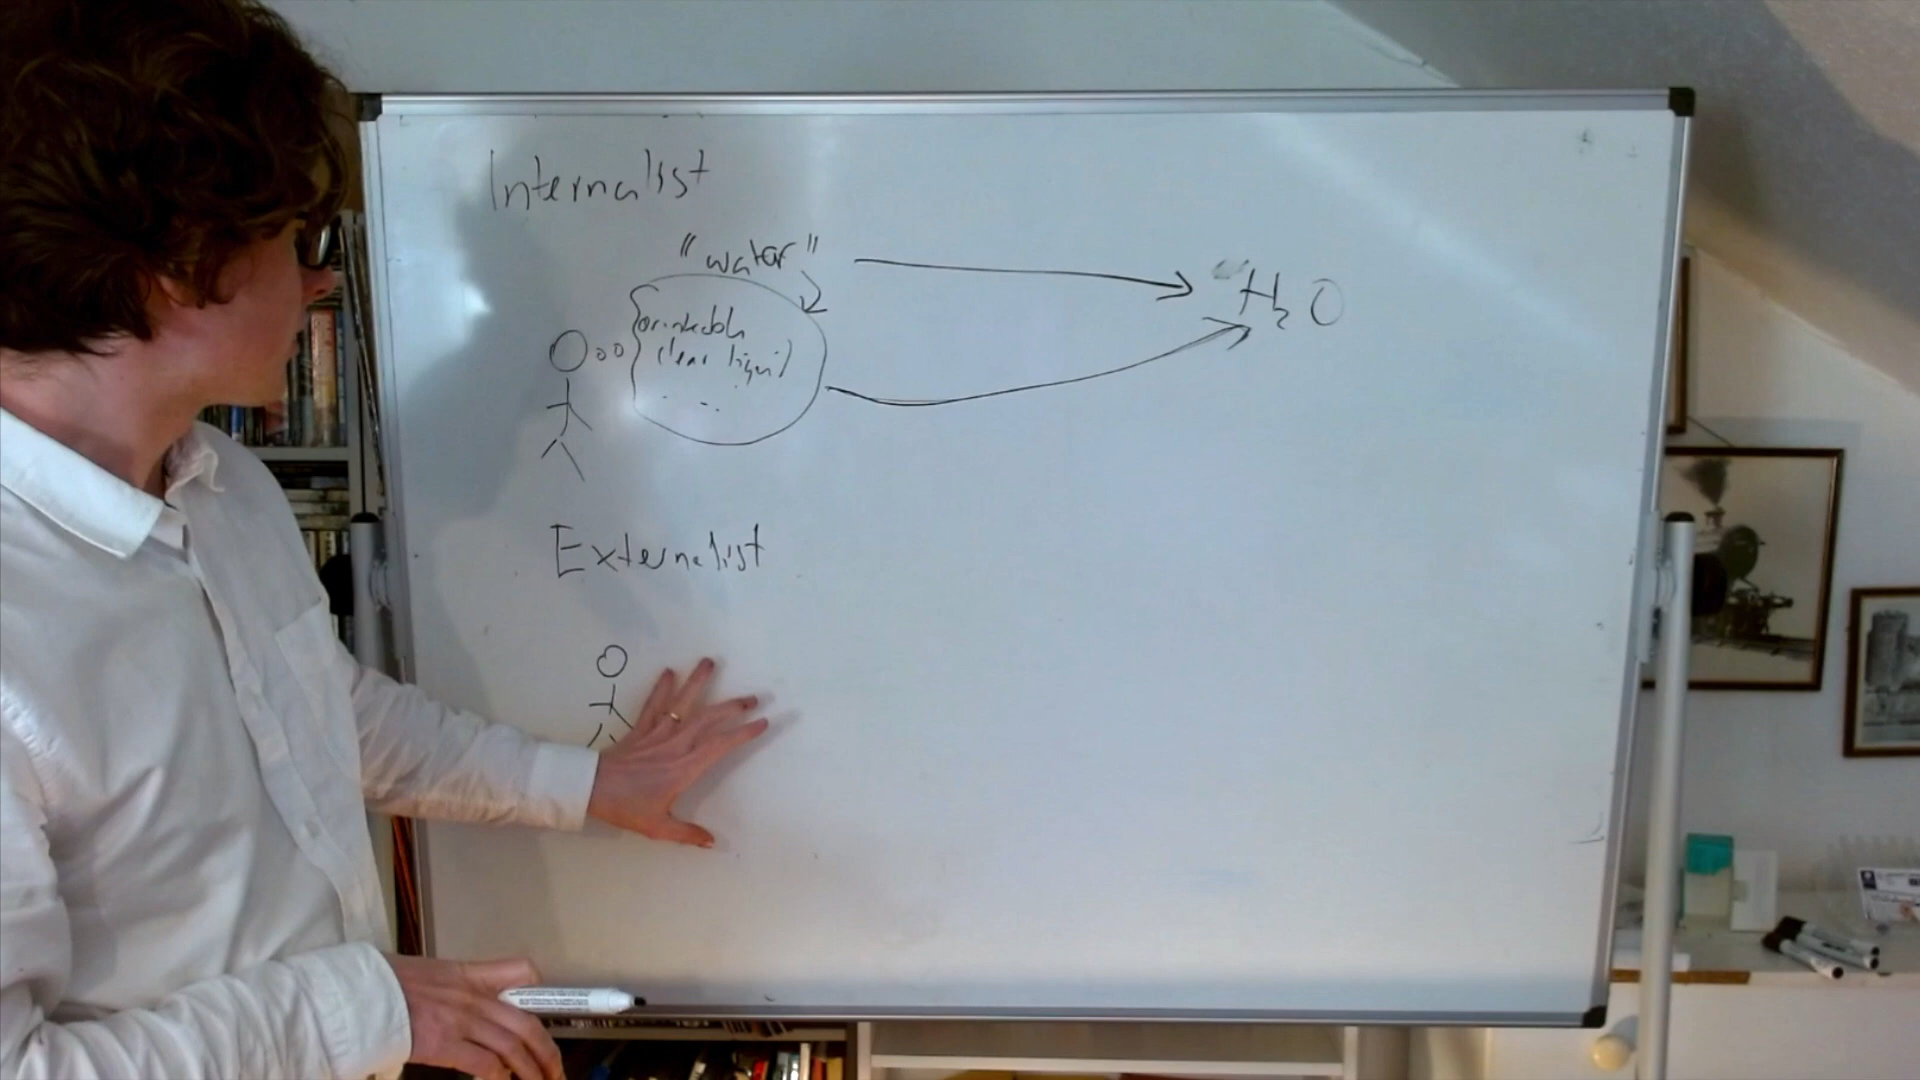 Internalist
"water"
H₂O
drinkable
clear liquid
...
Externalist